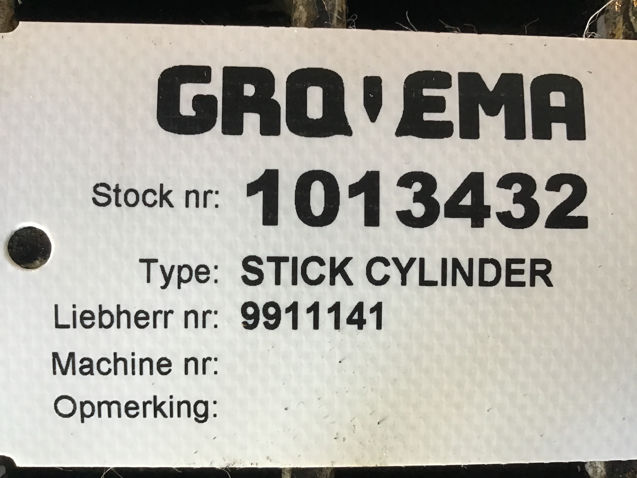 GROVEMA
Stock nr: 1013432
Type: STICK CYLINDER
Liebherr nr: 9911141
Machine nr:
Opmerking: